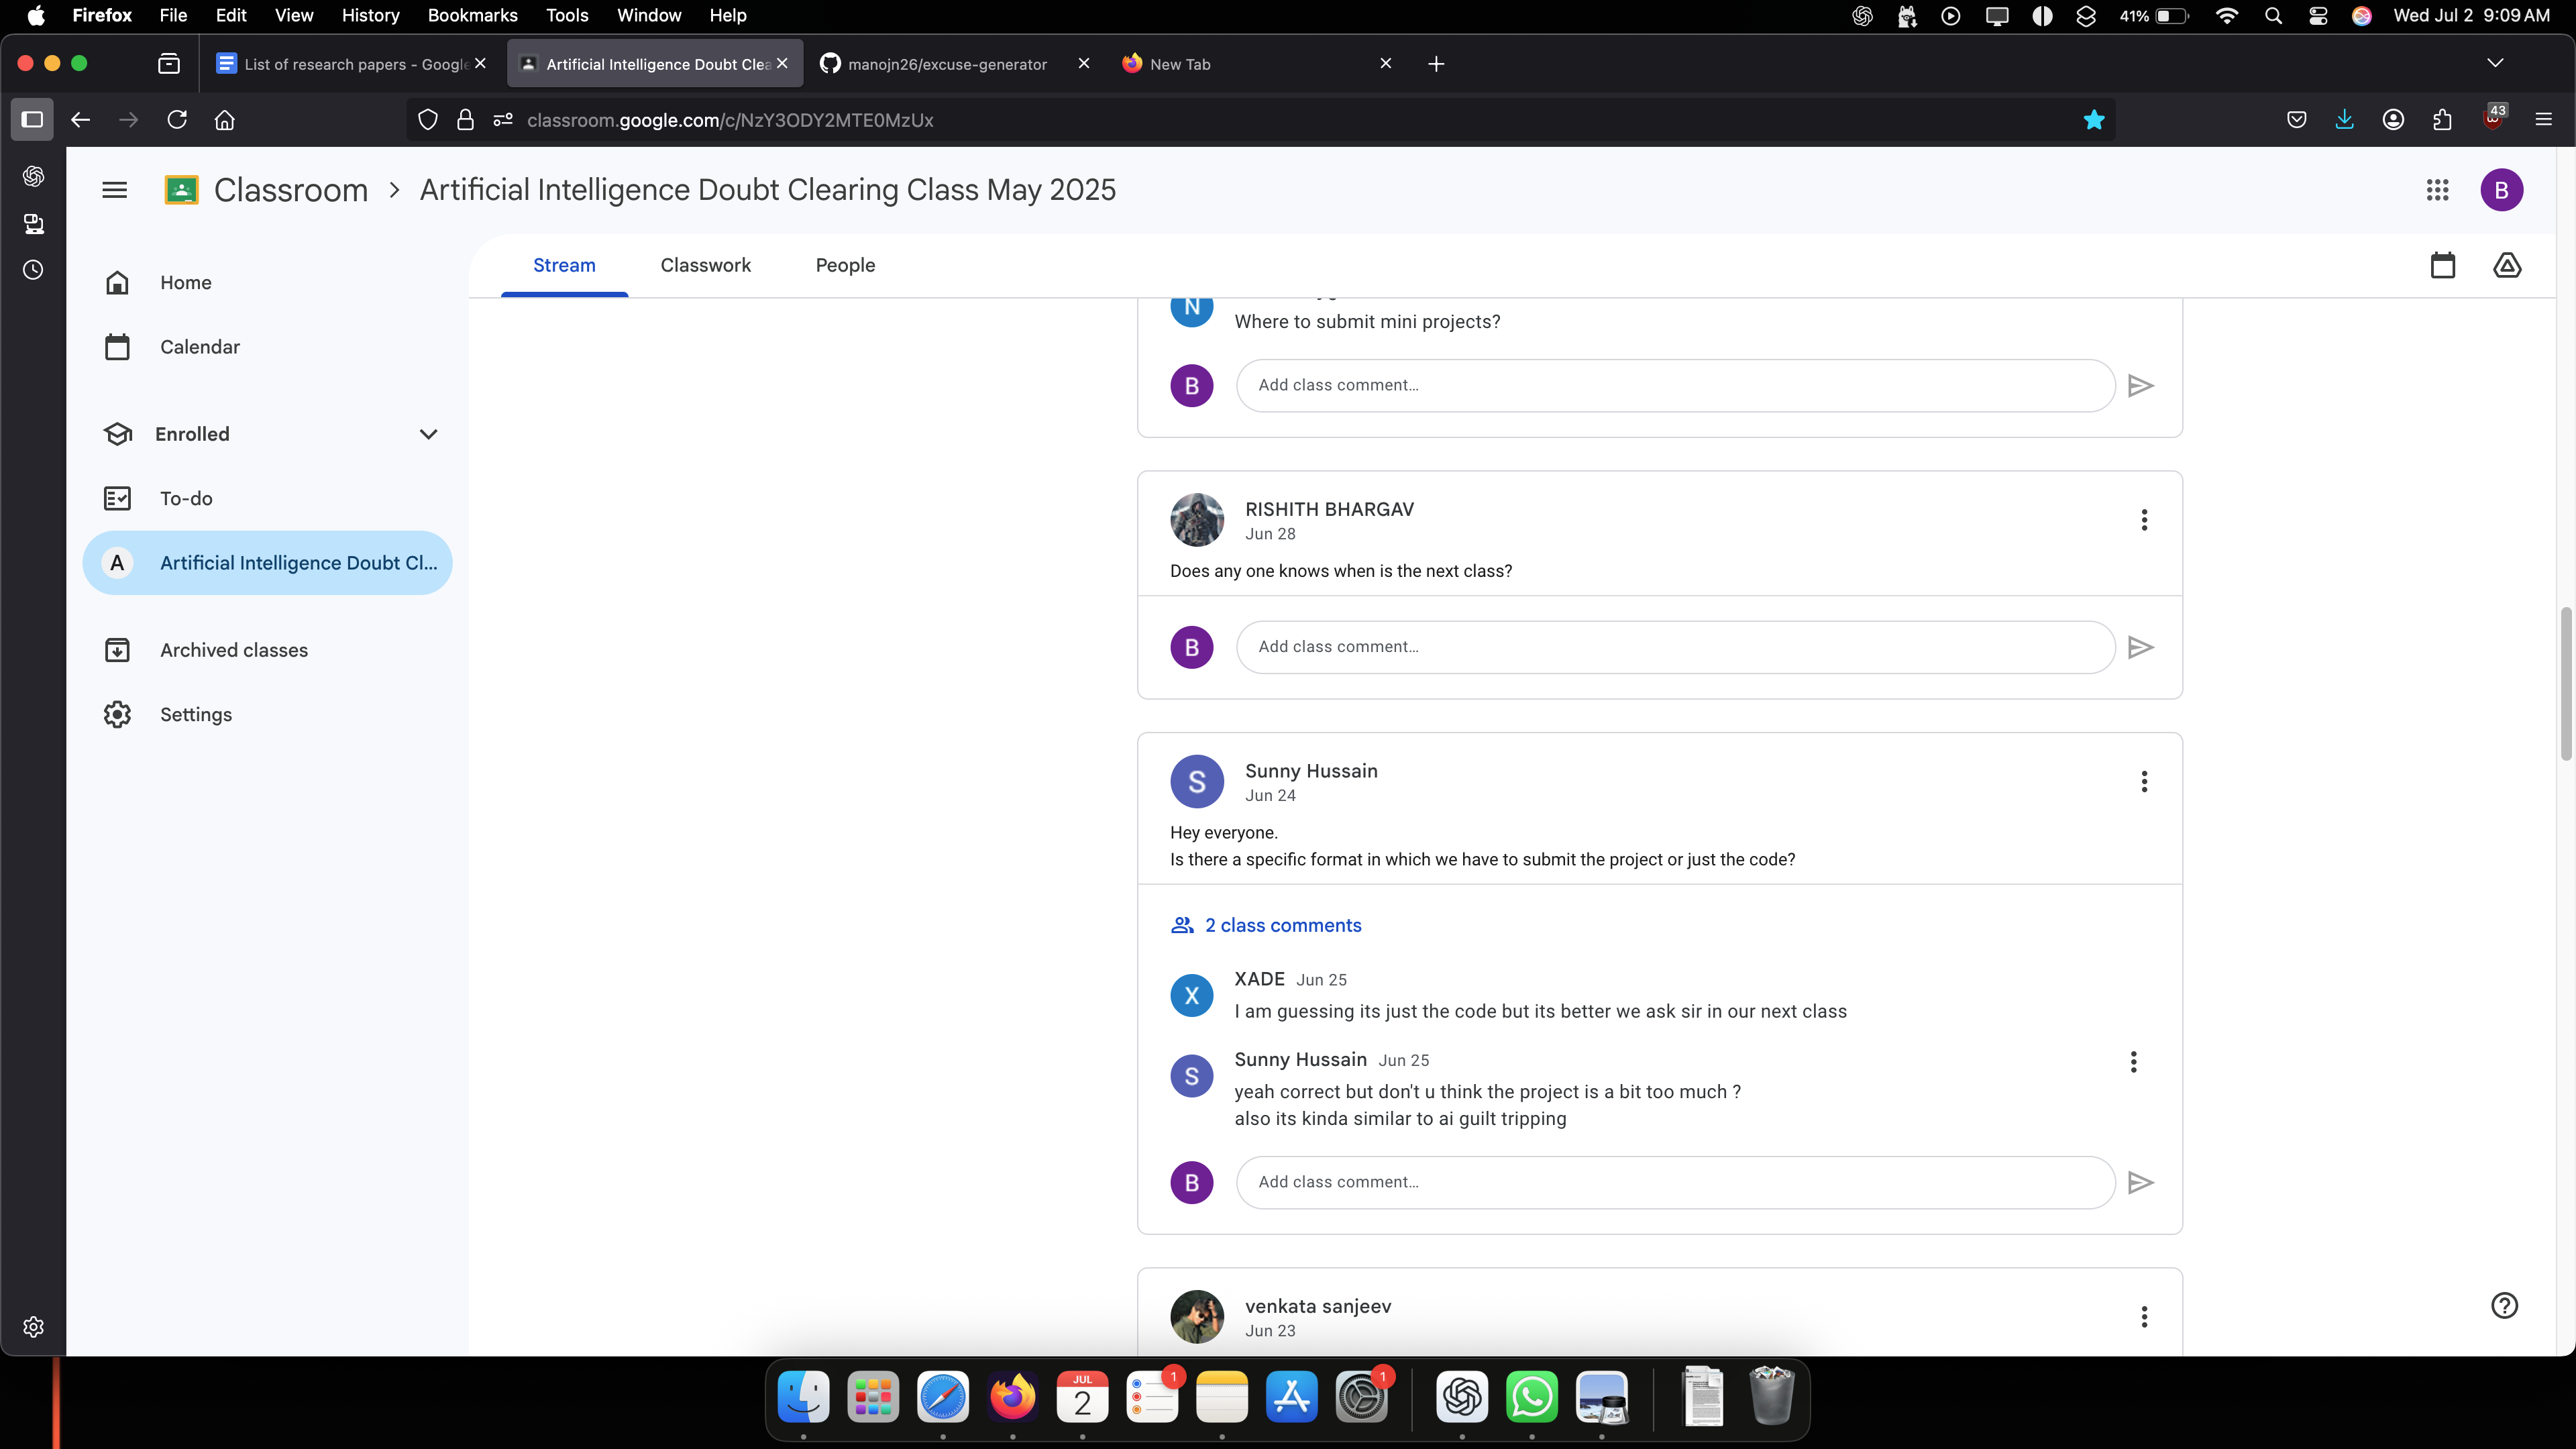 Firefox File Edit View History Bookmarks Tools Window Help 41% Wed Jul 2 9:09 AM
List of research papers - Google
Artificial Intelligence Doubt Clea
manojn26/excuse-generator
New Tab
classroom.google.com/c/NzY3ODY2MTE0MzUx
43
Classroom > Artificial Intelligence Doubt Clearing Class May 2025
B
Home
Calendar
Enrolled
To-do
A Artificial Intelligence Doubt Cl...
Archived classes
Settings
Stream Classwork People
N
Where to submit mini projects?
B Add class comment...
RISHITH BHARGAV
Jun 28
Does any one knows when is the next class?
B Add class comment...
S Sunny Hussain
Jun 24
Hey everyone.
Is there a specific format in which we have to submit the project or just the code?
2 class comments
X XADE Jun 25
I am guessing its just the code but its better we ask sir in our next class
S Sunny Hussain Jun 25
yeah correct but don't u think the project is a bit too much ?
also its kinda similar to ai guilt tripping
B Add class comment...
venkata sanjeev
Jun 23
JUL
2
1
1